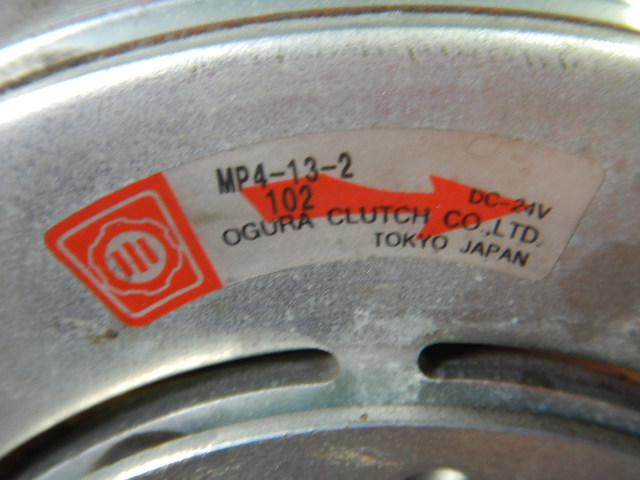 MP4-13-2
102
DC-24V
OGURA CLUTCH CO.,LTD.
TOKYO JAPAN